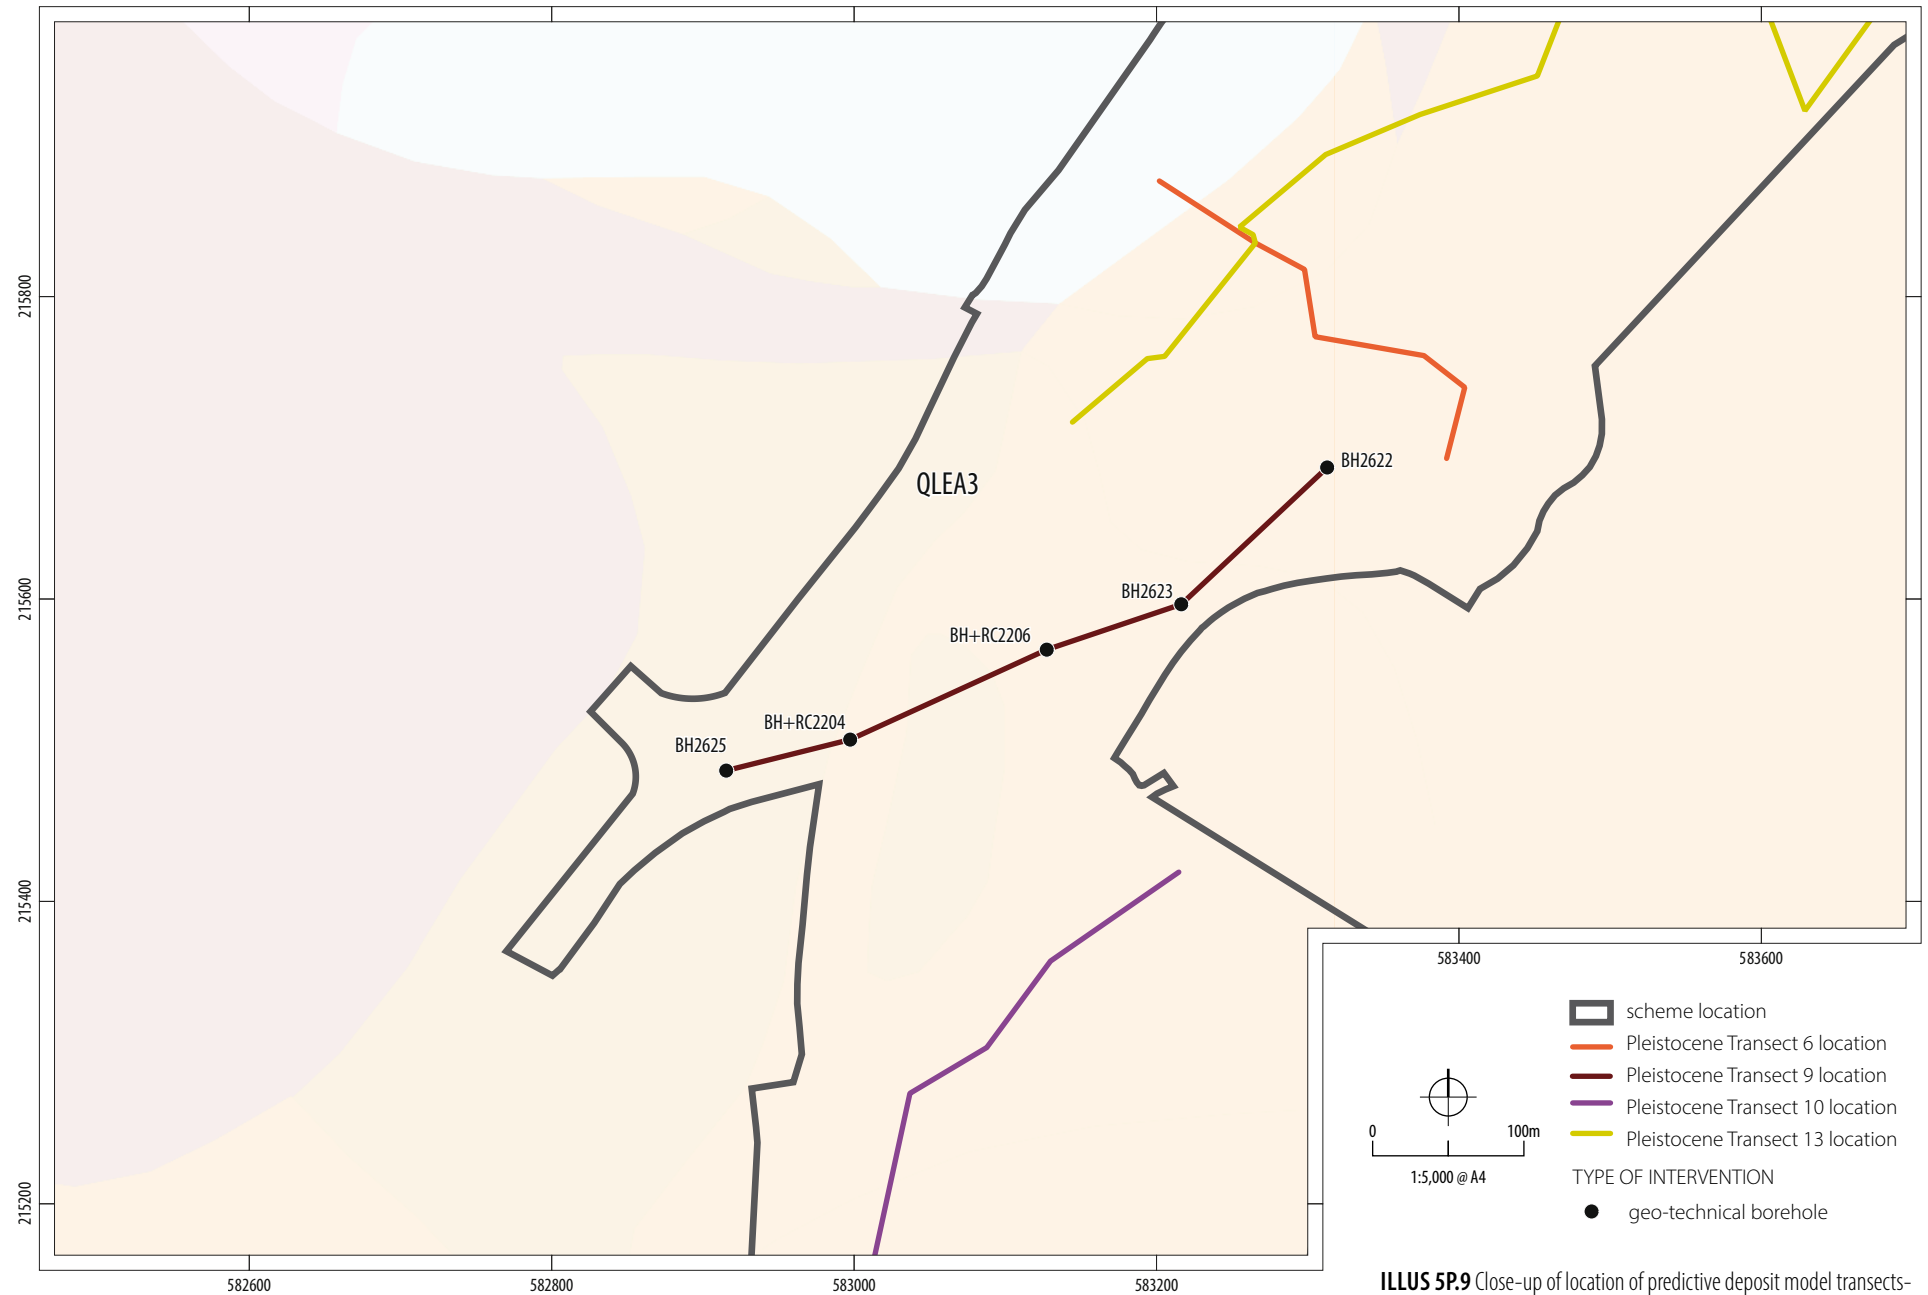 215800
215600
215400
215200
QLEA3
BH2622
BH2623
BH+RC2206
BH+RC2204
BH2625
582600
582800
583000
583200
583400
583600
scheme location
Pleistocene Transect 6 location
Pleistocene Transect 9 location
Pleistocene Transect 10 location
Pleistocene Transect 13 location
0 100m
1:5,000 @ A4
TYPE OF INTERVENTION
geo-technical borehole
ILLUS 5P.9 Close-up of location of predictive deposit model transects-